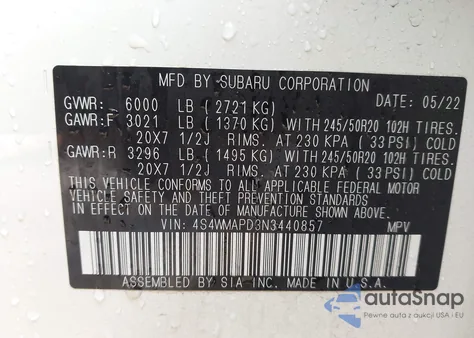 MFD BY SUBARU CORPORATION
GVWR: 6000 LB (2721 KG) DATE: 05/22
GAWR:F 3021 LB (1370 KG) WITH 245/50R20 102H TIRES.
20X7 1/2J RIMS. AT 230 KPA (33 PSI) COLD
GAWR:R 3296 LB (1495 KG) WITH 245/50R20 102H TIRES.
20X7 1/2J RIMS. AT 230 KPA (33 PSI) COLD
THIS VEHICLE CONFORMS TO ALL APPLICABLE FEDERAL MOTOR
VEHICLE SAFETY AND THEFT PREVENTION STANDARDS
IN EFFECT ON THE DATE OF MANUFACTURE SHOWN ABOVE.
VIN: 4S4WMAPD3N3440857 MPV
ASSEMBLED BY SIA INC. MADE IN U.S.A.
autoSnap
Pewne auto z aukcji USA i EU